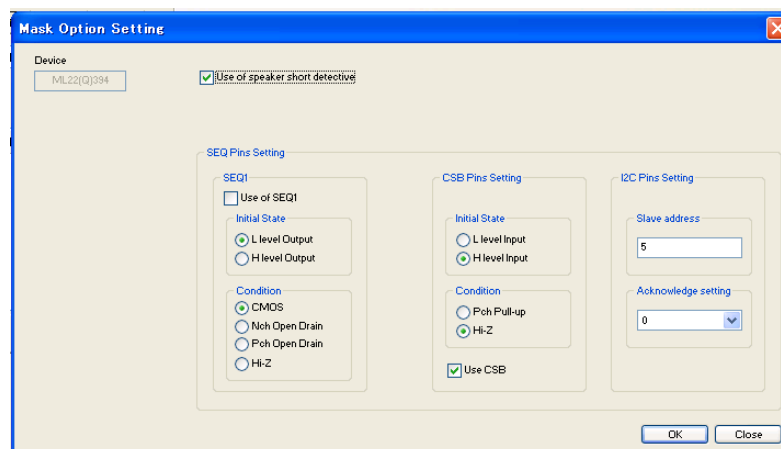 Mask Option Setting
Device
ML22(Q)394
Use of speaker short detective
SEQ Pins Setting
SEQ1
Use of SEQ1
Initial State
L level Output
H level Output
Condition
CMOS
Nch Open Drain
Pch Open Drain
Hi-Z
CSB Pins Setting
Initial State
L level Input
H level Input
Condition
Pch Pull-up
Hi-Z
Use CSB
I2C Pins Setting
Slave address
5
Acknowledge setting
0
OK
Close